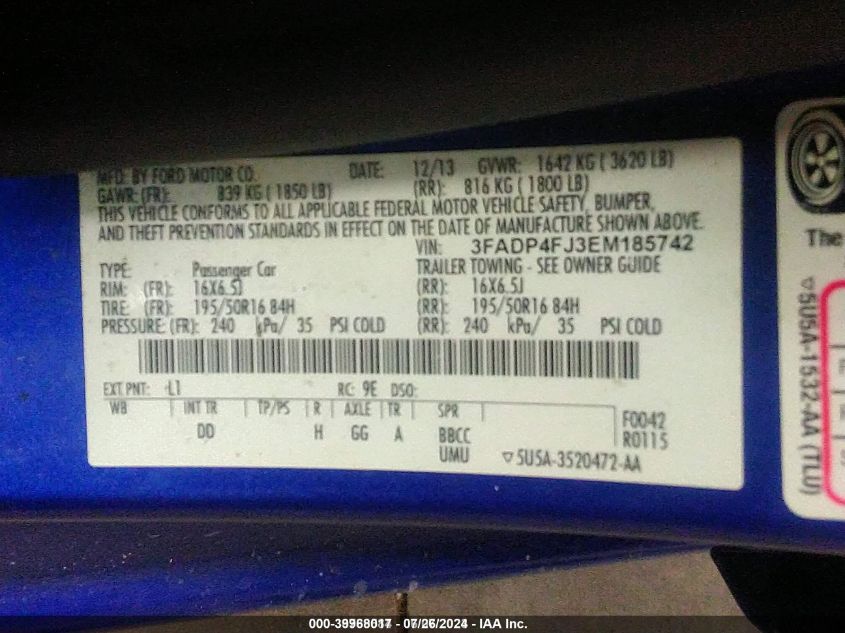 MFD. BY FORD MOTOR CO. DATE: 12/13 GVWR: 1642 KG ( 3620 LB)
GAWR: (FR): 839 KG ( 1850 LB) (RR): 816 KG ( 1800 LB)
THIS VEHICLE CONFORMS TO ALL APPLICABLE FEDERAL MOTOR VEHICLE SAFETY, BUMPER,
AND THEFT PREVENTION STANDARDS IN EFFECT ON THE DATE OF MANUFACTURE SHOWN ABOVE.
VIN: 3FADP4FJ3EM185742
TYPE: Passenger Car TRAILER TOWING - SEE OWNER GUIDE
RIM: (FR): 16X6.5J (RR): 16X6.5J
TIRE: (FR): 195/50R16 84H (RR): 195/50R16 84H
PRESSURE: (FR): 240 kPa/ 35 PSI COLD (RR): 240 kPa/ 35 PSI COLD
EXT PNT: L1 RC: 9E DSO:
WB INT TR TP/PS R AXLE TR SPR F0042
DD H GG A BBCC R0115
UMU ▽5U5A-3520472-AA
The
▽5U5A-1532-AA (TLU)
07/26/2024 - IAA Inc.